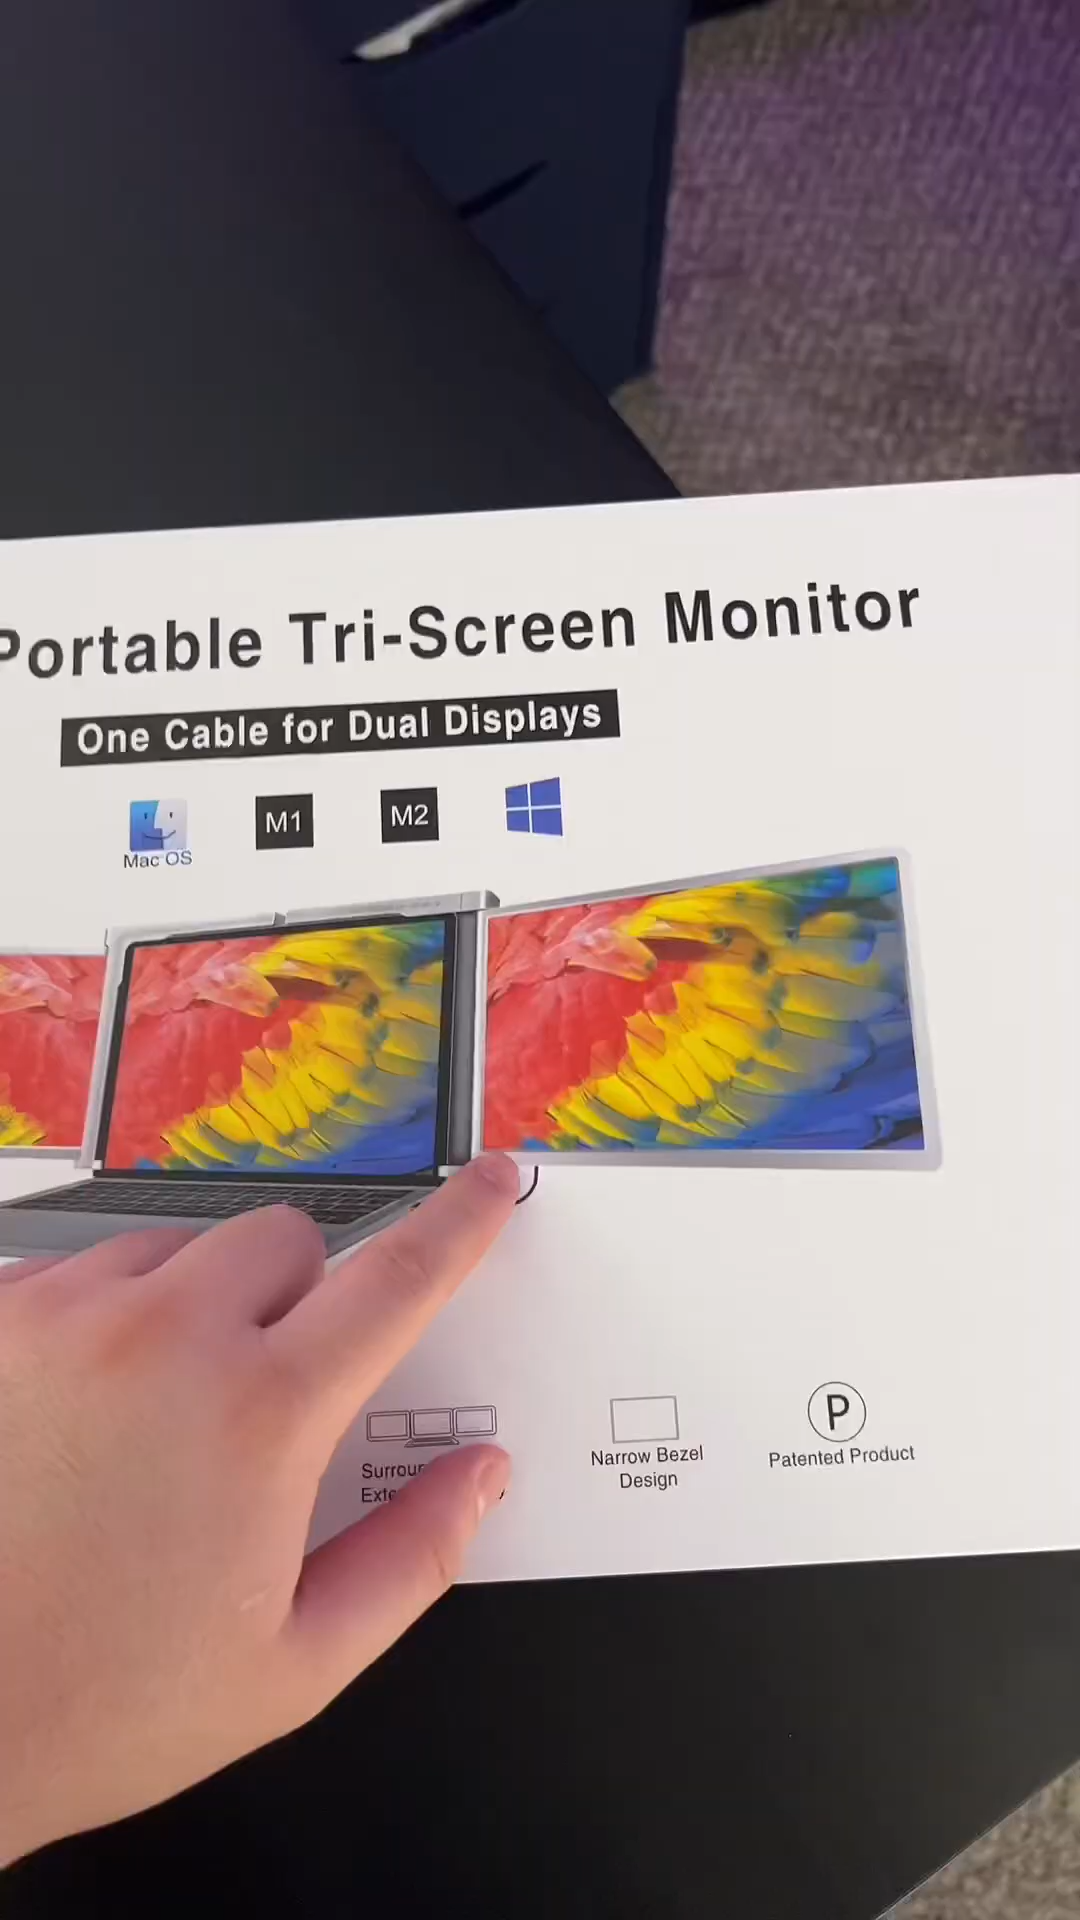 Portable Tri-Screen Monitor
One Cable for Dual Displays
M1
M2
Mac OS
P
Narrow Bezel
Design
Patented Product